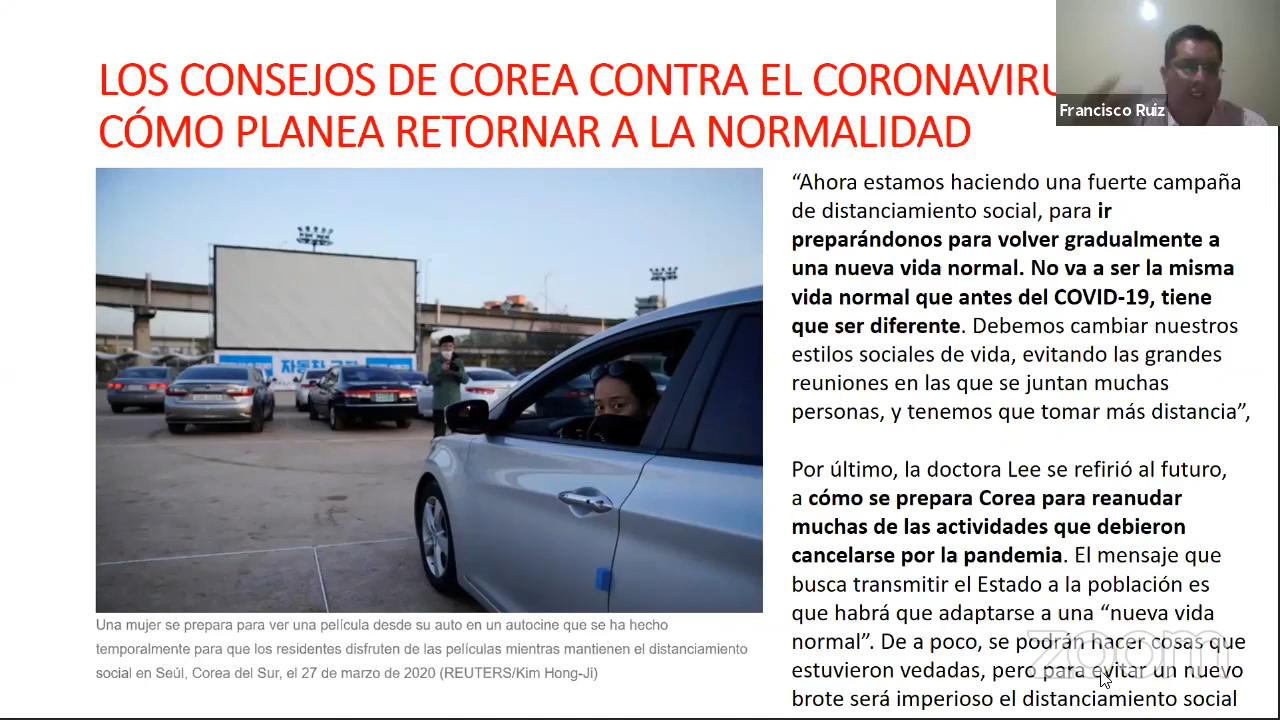 LOS CONSEJOS DE COREA CONTRA EL CORONAVIRU
CÓMO PLANEA RETORNAR A LA NORMALIDAD
Francisco Ruiz
자동차 극장
“Ahora estamos haciendo una fuerte campaña
de distanciamiento social, para ir
preparándonos para volver gradualmente a
una nueva vida normal. No va a ser la misma
vida normal que antes del COVID-19, tiene
que ser diferente. Debemos cambiar nuestros
estilos sociales de vida, evitando las grandes
reuniones en las que se juntan muchas
personas, y tenemos que tomar más distancia”,
Por último, la doctora Lee se refirió al futuro,
a cómo se prepara Corea para reanudar
muchas de las actividades que debieron
cancelarse por la pandemia. El mensaje que
busca transmitir el Estado a la población es
que habrá que adaptarse a una “nueva vida
normal”. De a poco, se podrán hacer cosas que
estuvieron vedadas, pero para evitar un nuevo
brote será imperioso el distanciamiento social
Una mujer se prepara para ver una película desde su auto en un autocine que se ha hecho
temporalmente para que los residentes disfruten de las películas mientras mantienen el distanciamiento
social en Seúl, Corea del Sur, el 27 de marzo de 2020 (REUTERS/Kim Hong-Ji)
zoom